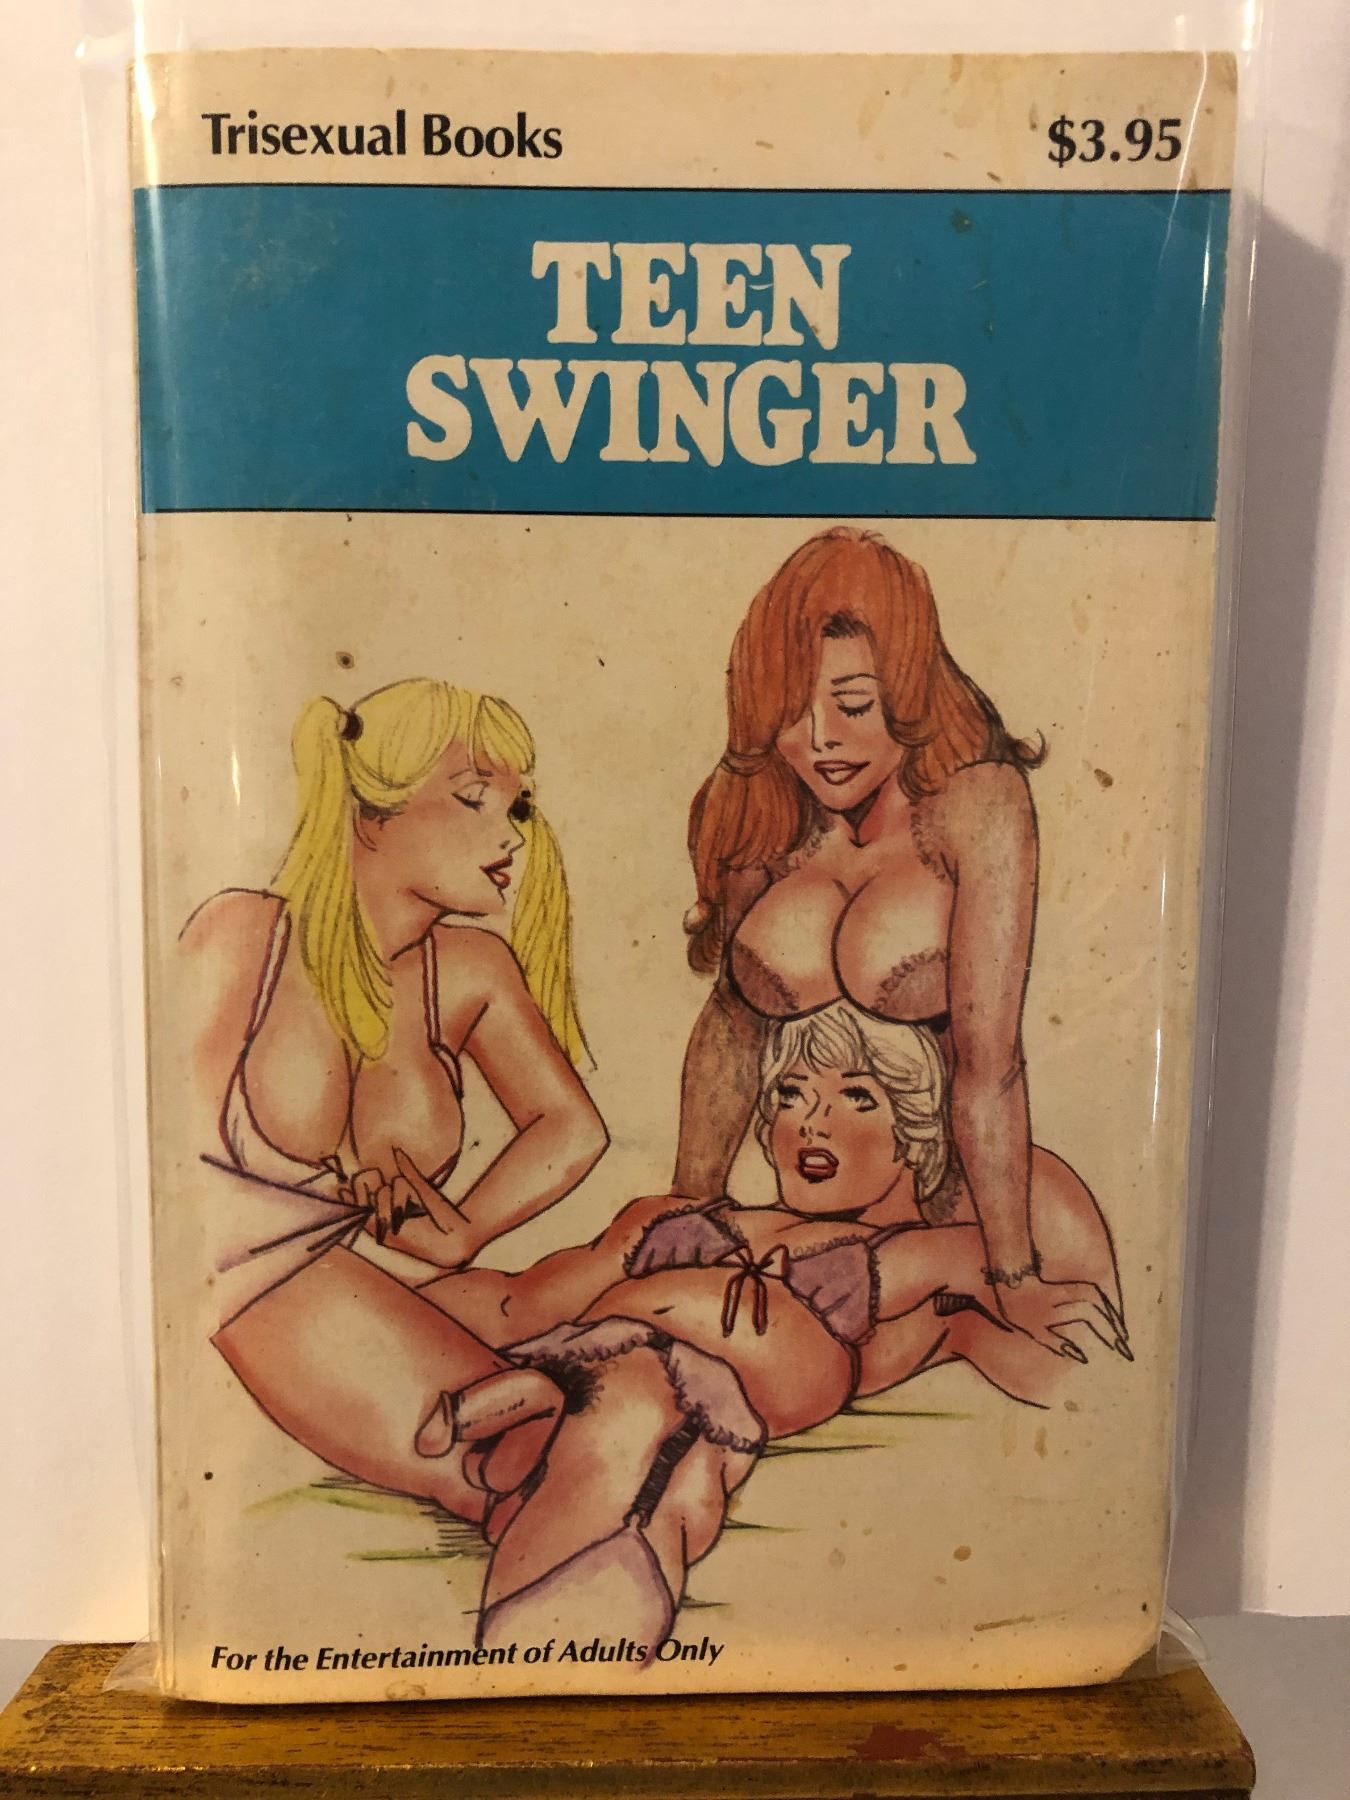 Trisexual Books
$3.95
TEEN
SWINGER
For the Entertainment of Adults Only